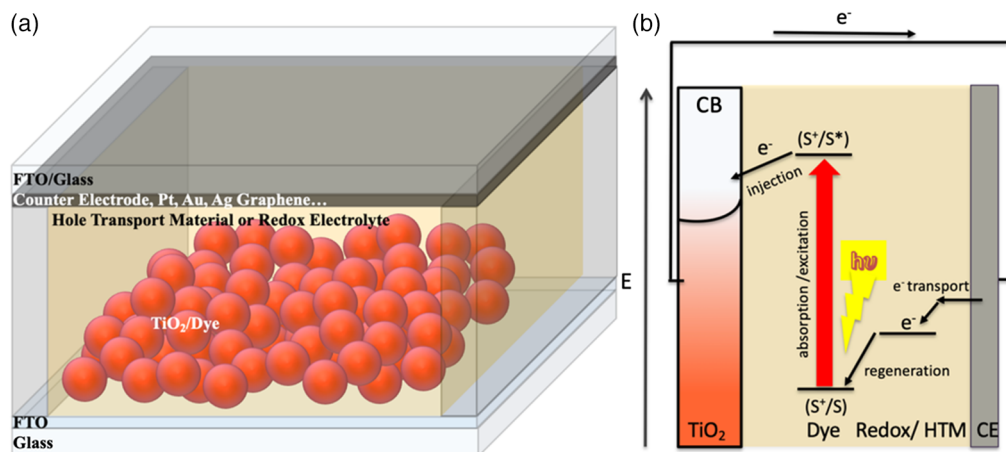 (a)
FTO/Glass
Counter Electrode, Pt, Au, Ag Graphene…
Hole Transport Material or Redox Electrolyte
TiO₂/Dye
FTO
Glass
(b)
e⁻
E
CB
(S⁺/S*)
e⁻
injection
absorption /excitation
hυ
e⁻ transport
e⁻
regeneration
(S⁺/S)
TiO₂
Dye
Redox/ HTM
CE